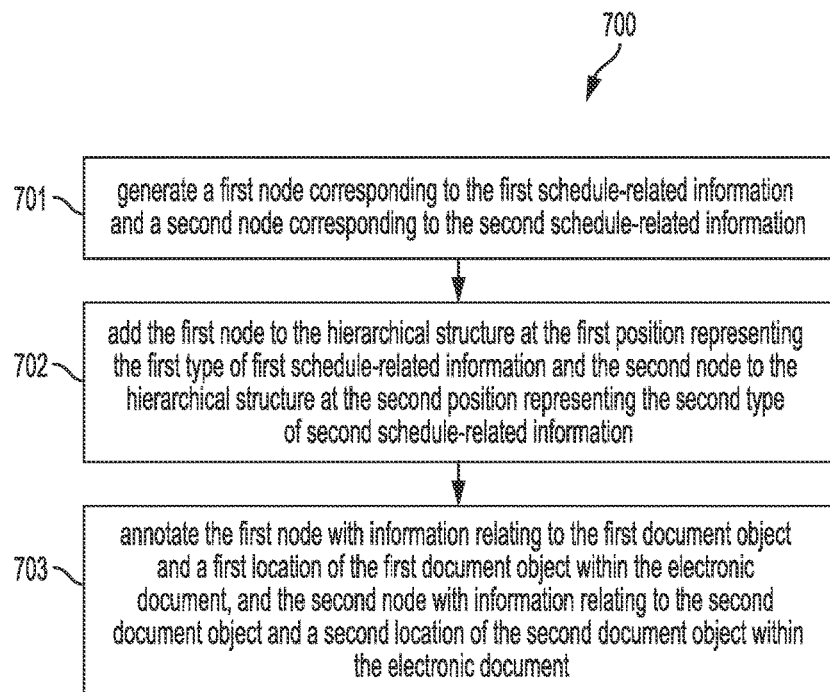 700
701
generate a first node corresponding to the first schedule-related information
and a second node corresponding to the second schedule-related information
702
add the first node to the hierarchical structure at the first position representing
the first type of first schedule-related information and the second node to the
hierarchical structure at the second position representing the second type
of second schedule-related information
703
annotate the first node with information relating to the first document object
and a first location of the first document object within the electronic
document, and the second node with information relating to the second
document object and a second location of the second document object within
the electronic document